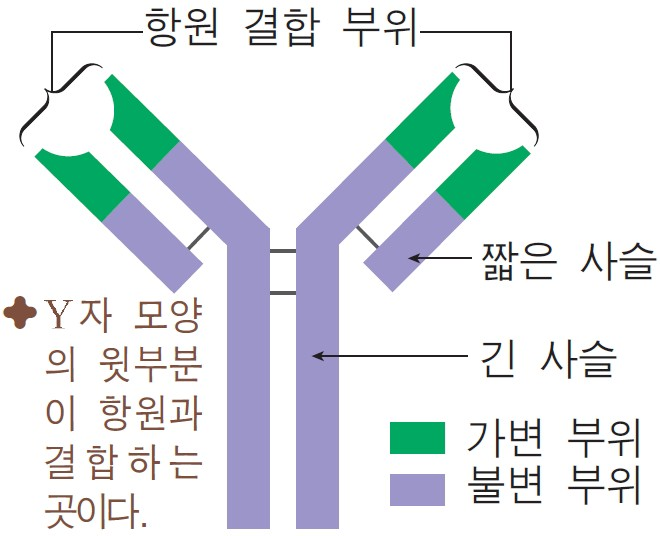 항원 결합 부위
짧은 사슬
긴 사슬
Y자 모양
의 윗부분
이 항원과
결합하는
곳이다.
가변 부위
불변 부위